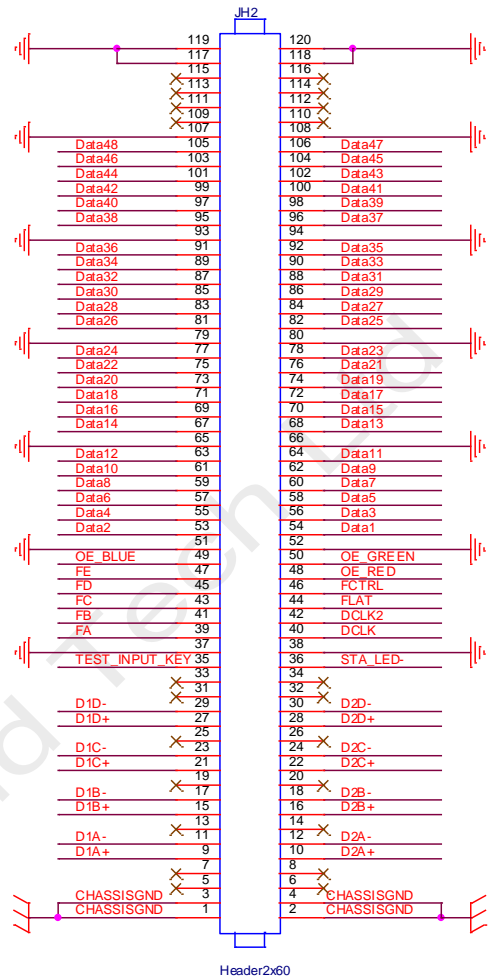 JH2
119 120
117 118
115 116
113 114
111 112
109 110
107 108
Data48 105 106 Data47
Data46 103 104 Data45
Data44 101 102 Data43
Data42 99 100 Data41
Data40 97 98 Data39
Data38 95 96 Data37
93 94
Data36 91 92 Data35
Data34 89 90 Data33
Data32 87 88 Data31
Data30 85 86 Data29
Data28 83 84 Data27
Data26 81 82 Data25
79 80
Data24 77 78 Data23
Data22 75 76 Data21
Data20 73 74 Data19
Data18 71 72 Data17
Data16 69 70 Data15
Data14 67 68 Data13
65 66
Data12 63 64 Data11
Data10 61 62 Data9
Data8 59 60 Data7
Data6 57 58 Data5
Data4 55 56 Data3
Data2 53 54 Data1
51 52
OE_BLUE 49 50 OE_GREEN
FE 47 48 OE_RED
FD 45 46 FCTRL
FC 43 44 FLAT
FB 41 42 DCLK2
FA 39 40 DCLK
37 38
TEST_INPUT_KEY 35 36 STA_LED-
33 34
31 32
D1D- 29 30 D2D-
D1D+ 27 28 D2D+
25 26
D1C- 23 24 D2C-
D1C+ 21 22 D2C+
19 20
D1B- 17 18 D2B-
D1B+ 15 16 D2B+
13 14
D1A- 11 12 D2A-
D1A+ 9 10 D2A+
7 8
5 6
CHASSISGND 3 4 CHASSISGND
CHASSISGND 1 2 CHASSISGND
Header2x60
Tech Ltd